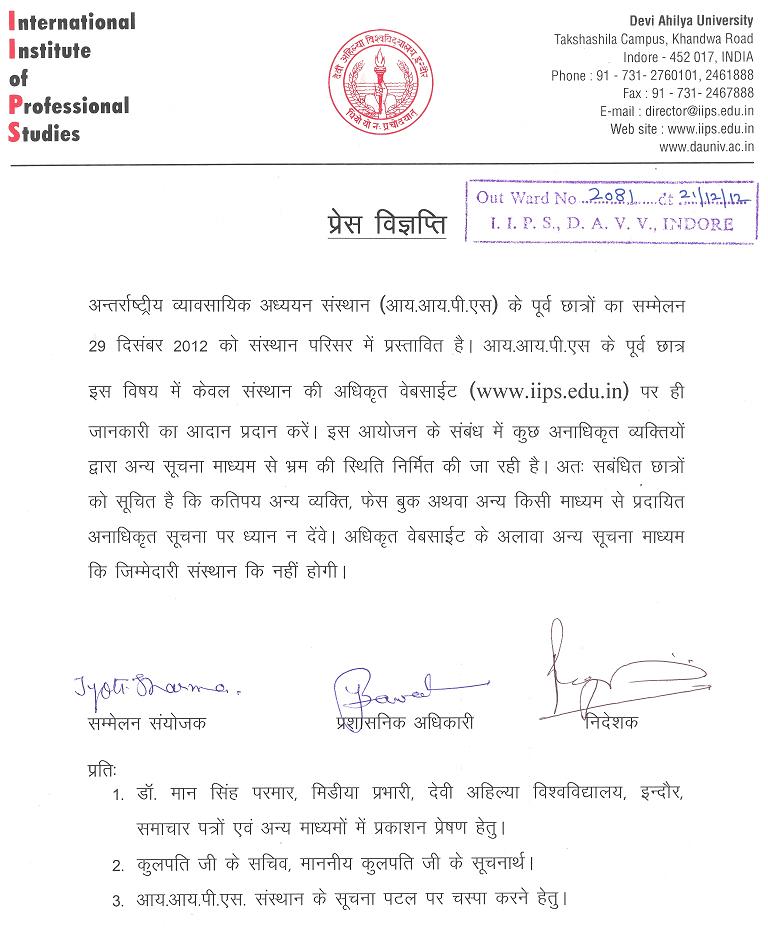 International
Institute
of
Professional
Studies
देवी अहिल्या विश्वविद्यालय इन्दौर
धियो यो नः प्रचोदयात
Devi Ahilya University
Takshashila Campus, Khandwa Road
Indore - 452 017, INDIA
Phone : 91 - 731- 2760101, 2461888
Fax : 91 - 731- 2467888
E-mail : director@iips.edu.in
Web site : www.iips.edu.in
www.dauniv.ac.in
Out Ward No 2081 dt 21/12/12
I. I. P. S., D. A. V. V., INDORE
प्रेस विज्ञप्ति
अन्तर्राष्ट्रीय व्यावसायिक अध्ययन संस्थान (आय.आय.पी.एस) के पूर्व छात्रों का सम्मेलन
29 दिसंबर 2012 को संस्थान परिसर में प्रस्तावित है। आय.आय.पी.एस के पूर्व छात्र
इस विषय में केवल संस्थान की अधिकृत वेबसाईट (www.iips.edu.in) पर ही
जानकारी का आदान प्रदान करें। इस आयोजन के संबंध में कुछ अनाधिकृत व्यक्तियों
द्वारा अन्य सूचना माध्यम से भ्रम की स्थिति निर्मित की जा रही है। अतः सबंधित छात्रों
को सूचित है कि कतिपय अन्य व्यक्ति, फेस बुक अथवा अन्य किसी माध्यम से प्रदायित
अनाधिकृत सूचना पर ध्यान न देंवे। अधिकृत वेबसाईट के अलावा अन्य सूचना माध्यम
कि जिम्मेदारी संस्थान कि नहीं होगी।
Jyoti Sharma.
सम्मेलन संयोजक
प्रशासनिक अधिकारी
निदेशक
प्रतिः
1. डॉ. मान सिंह परमार, मिडीया प्रभारी, देवी अहिल्या विश्वविद्यालय, इन्दौर,
समाचार पत्रों एवं अन्य माध्यमों में प्रकाशन प्रेषण हेतु।
2. कुलपति जी के सचिव, माननीय कुलपति जी के सूचनार्थ।
3. आय.आय.पी.एस. संस्थान के सूचना पटल पर चस्पा करने हेतु।